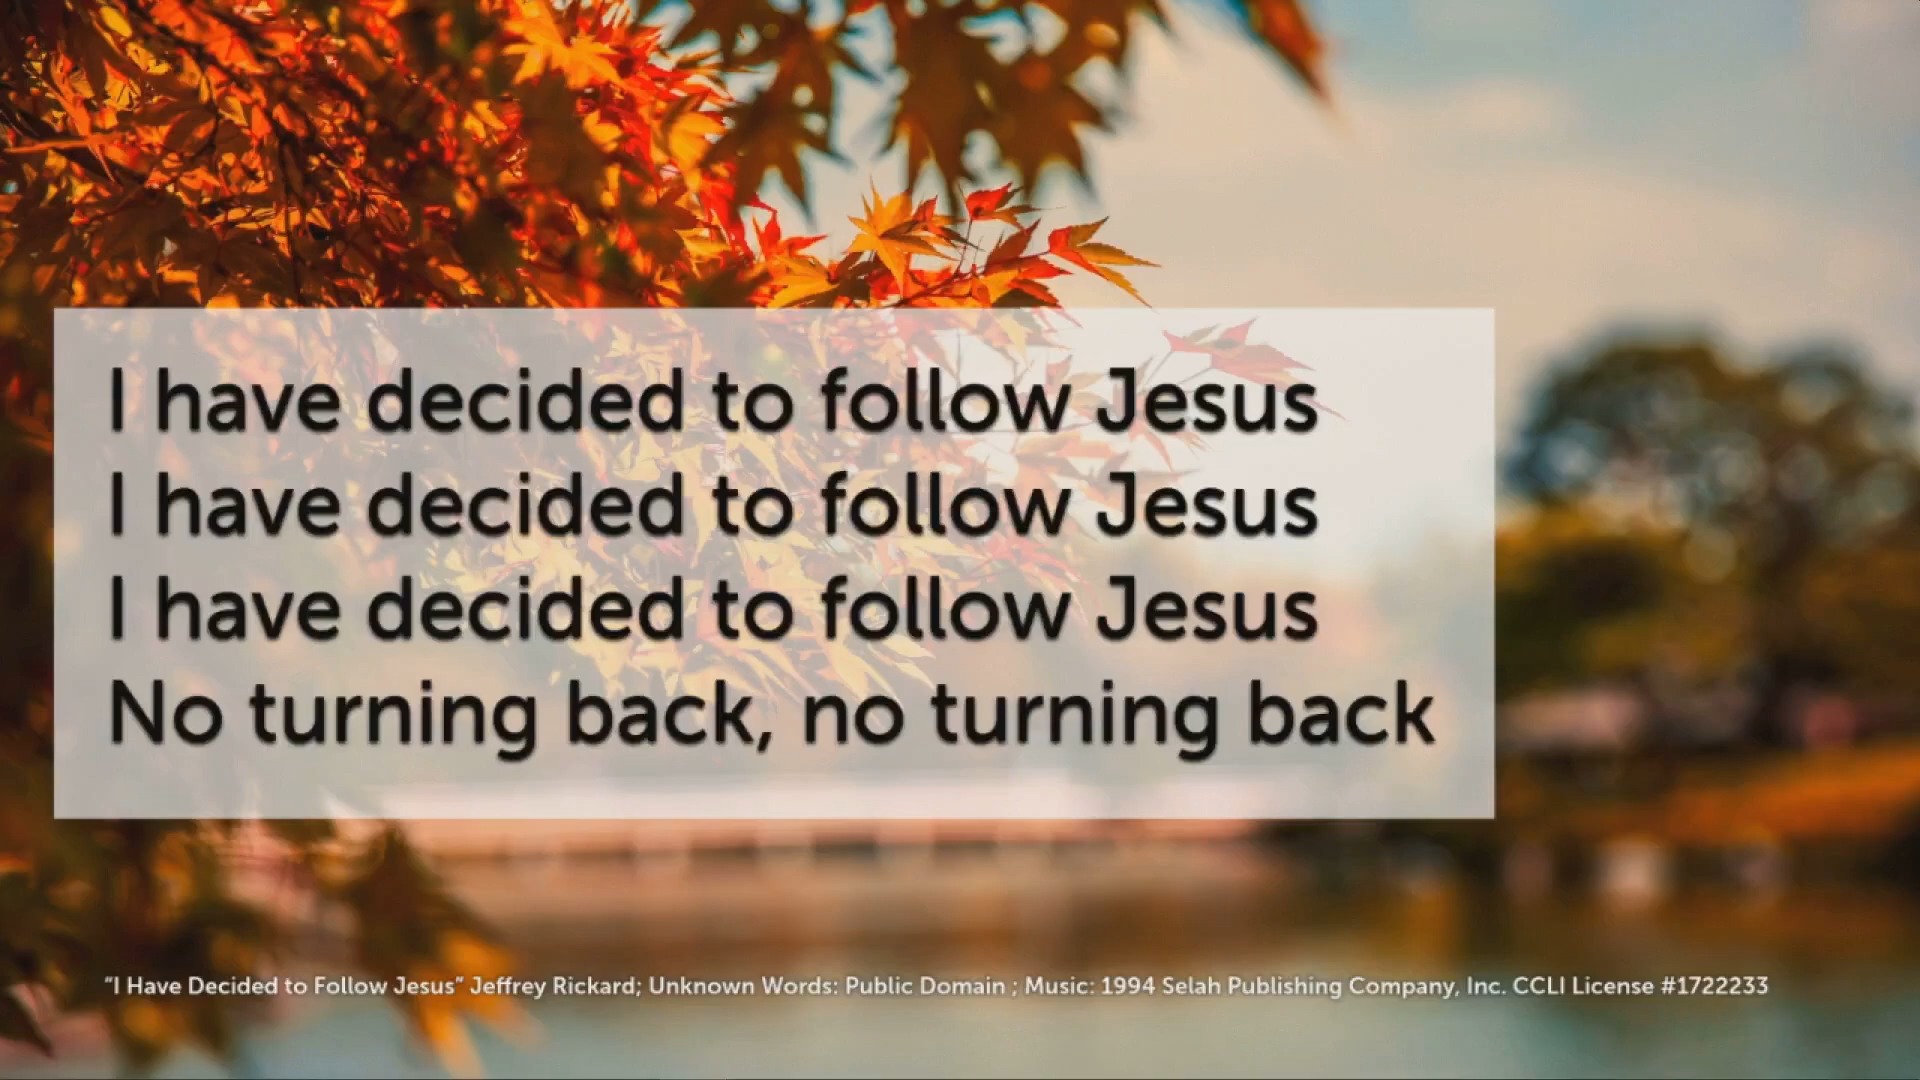 I have decided to follow Jesus
I have decided to follow Jesus
I have decided to follow Jesus
No turning back, no turning back
“I Have Decided to Follow Jesus” Jeffrey Rickard; Unknown Words: Public Domain ; Music: 1994 Selah Publishing Company, Inc. CCLI License #1722233